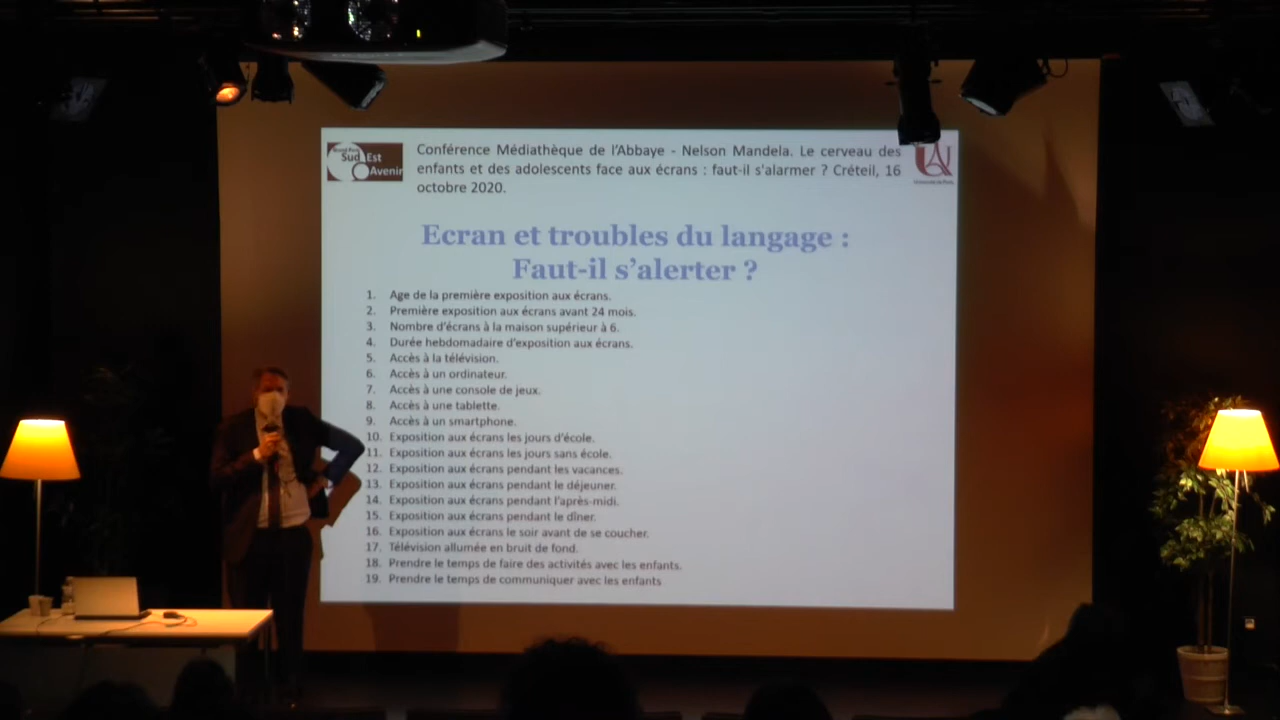 Sud Est
Avenir
Conférence Médiathèque de l'Abbaye - Nelson Mandela. Le cerveau des
enfants et des adolescents face aux écrans : faut-il s'alarmer ? Créteil, 16
octobre 2020.
Ecran et troubles du langage :
Faut-il s'alerter ?
1. Age de la première exposition aux écrans.
2. Première exposition aux écrans avant 24 mois.
3. Nombre d'écrans à la maison supérieur à 6.
4. Durée hebdomadaire d'exposition aux écrans.
5. Accès à la télévision.
6. Accès à un ordinateur.
7. Accès à une console de jeux.
8. Accès à une tablette.
9. Accès à un smartphone.
10. Exposition aux écrans les jours d'école.
11. Exposition aux écrans les jours sans école.
12. Exposition aux écrans pendant les vacances.
13. Exposition aux écrans pendant le déjeuner.
14. Exposition aux écrans pendant l'après-midi.
15. Exposition aux écrans pendant le dîner.
16. Exposition aux écrans le soir avant de se coucher.
17. Télévision allumée en bruit de fond.
18. Prendre le temps de faire des activités avec les enfants.
19. Prendre le temps de communiquer avec les enfants